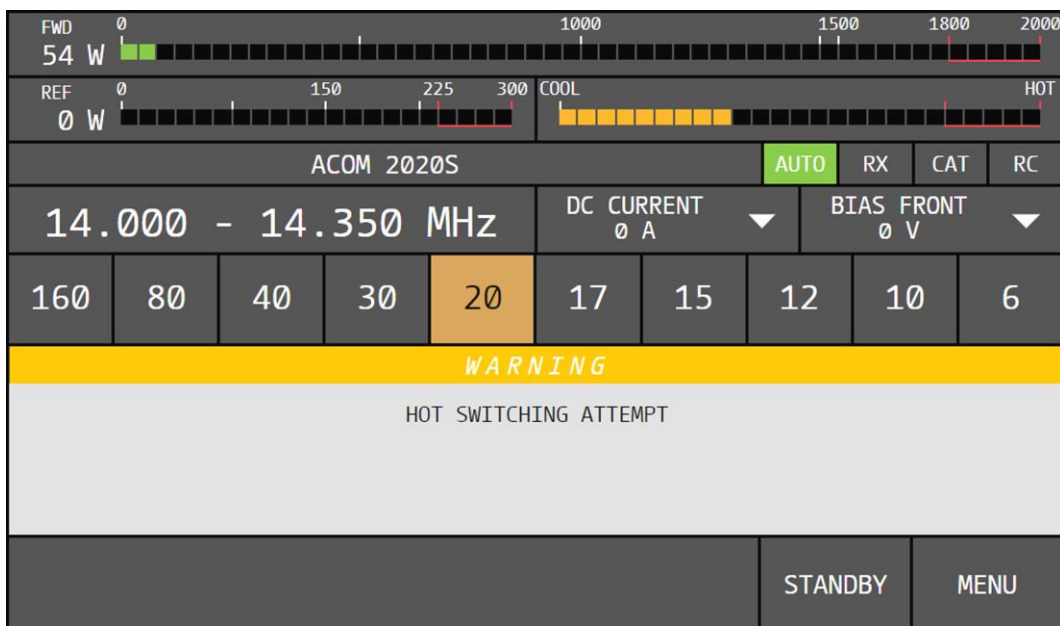 FWD 0 1000 1500 1800 2000
54 W
REF 0 150 225 300 COOL HOT
0 W
ACOM 2020S AUTO RX CAT RC
14.000 - 14.350 MHz DC CURRENT BIAS FRONT
0 A 0 V
160 80 40 30 20 17 15 12 10 6
WARNING
HOT SWITCHING ATTEMPT
STANDBY MENU